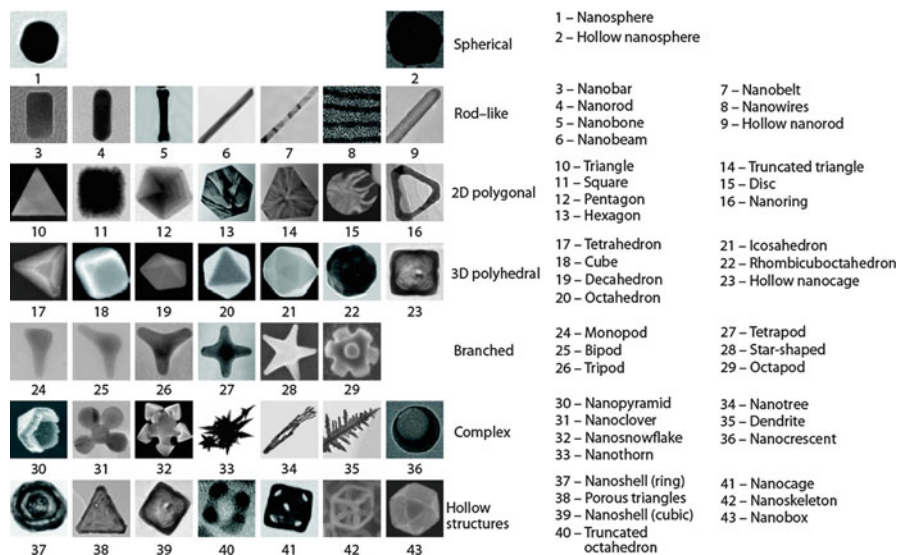 1
2
Spherical
1 – Nanosphere
2 – Hollow nanosphere
3
4
5
6
7
8
9
Rod–like
3 – Nanobar
4 – Nanorod
5 – Nanobone
6 – Nanobeam
7 – Nanobelt
8 – Nanowires
9 – Hollow nanorod
10
11
12
13
14
15
16
2D polygonal
10 – Triangle
11 – Square
12 – Pentagon
13 – Hexagon
14 – Truncated triangle
15 – Disc
16 – Nanoring
17
18
19
20
21
22
23
3D polyhedral
17 – Tetrahedron
18 – Cube
19 – Decahedron
20 – Octahedron
21 – Icosahedron
22 – Rhombicuboctahedron
23 – Hollow nanocage
24
25
26
27
28
29
Branched
24 – Monopod
25 – Bipod
26 – Tripod
27 – Tetrapod
28 – Star-shaped
29 – Octapod
30
31
32
33
34
35
36
Complex
30 – Nanopyramid
31 – Nanoclover
32 – Nanosnowflake
33 – Nanothorn
34 – Nanotree
35 – Dendrite
36 – Nanocrescent
37
38
39
40
41
42
43
Hollow
structures
37 – Nanoshell (ring)
38 – Porous triangles
39 – Nanoshell (cubic)
40 – Truncated
octahedron
41 – Nanocage
42 – Nanoskeleton
43 – Nanobox